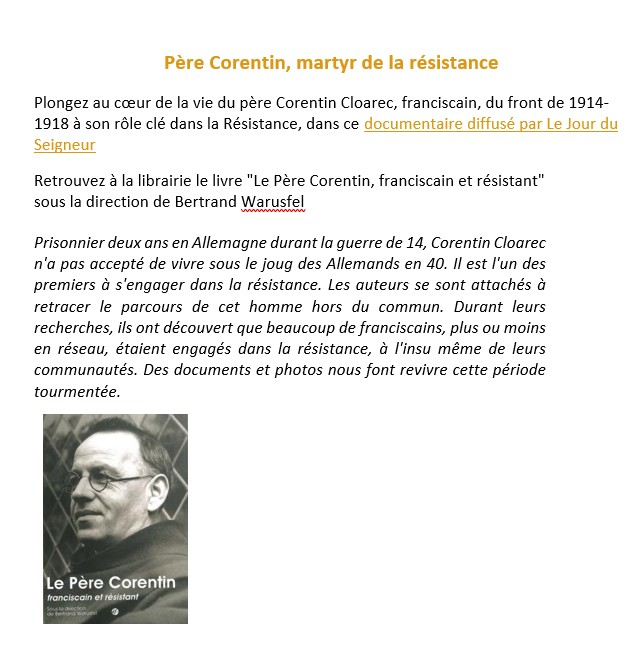 Père Corentin, martyr de la résistance
Plongez au cœur de la vie du père Corentin Cloarec, franciscain, du front de 1914-
1918 à son rôle clé dans la Résistance, dans ce documentaire diffusé par Le Jour du
Seigneur
Retrouvez à la librairie le livre "Le Père Corentin, franciscain et résistant"
sous la direction de Bertrand Warusfel
Prisonnier deux ans en Allemagne durant la guerre de 14, Corentin Cloarec
n'a pas accepté de vivre sous le joug des Allemands en 40. Il est l'un des
premiers à s'engager dans la résistance. Les auteurs se sont attachés à
retracer le parcours de cet homme hors du commun. Durant leurs
recherches, ils ont découvert que beaucoup de franciscains, plus ou moins
en réseau, étaient engagés dans la résistance, à l'insu même de leurs
communautés. Des documents et photos nous font revivre cette période
tourmentée.
Le Père Corentin
franciscain et résistant
Sous la direction
de Bertrand Warusfel